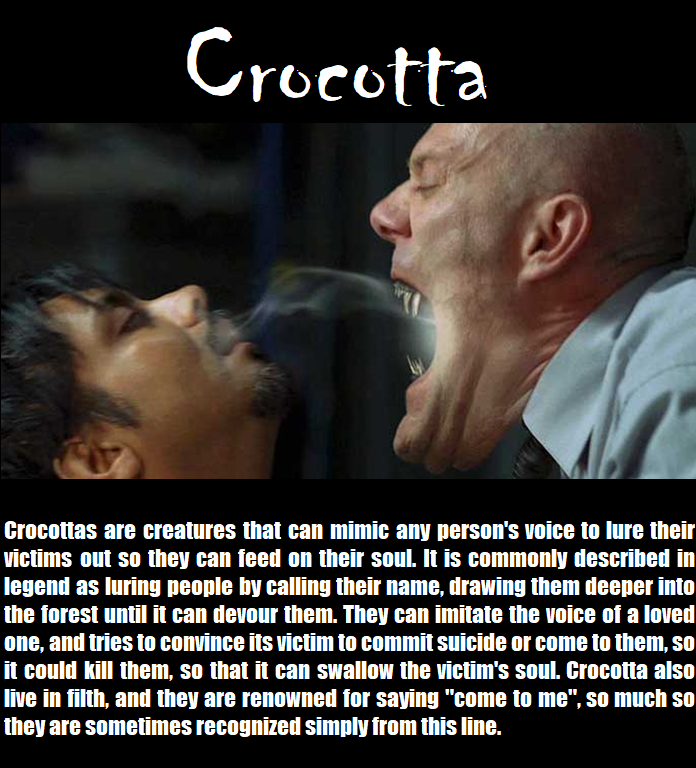 Crocotta
Crocottas are creatures that can mimic any person's voice to lure their
victims out so they can feed on their soul. It is commonly described in
legend as luring people by calling their name, drawing them deeper into
the forest until it can devour them. They can imitate the voice of a loved
one, and tries to convince its victim to commit suicide or come to them, so
it could kill them, so that it can swallow the victim's soul. Crocotta also
live in filth, and they are renowned for saying "come to me", so much so
they are sometimes recognized simply from this line.